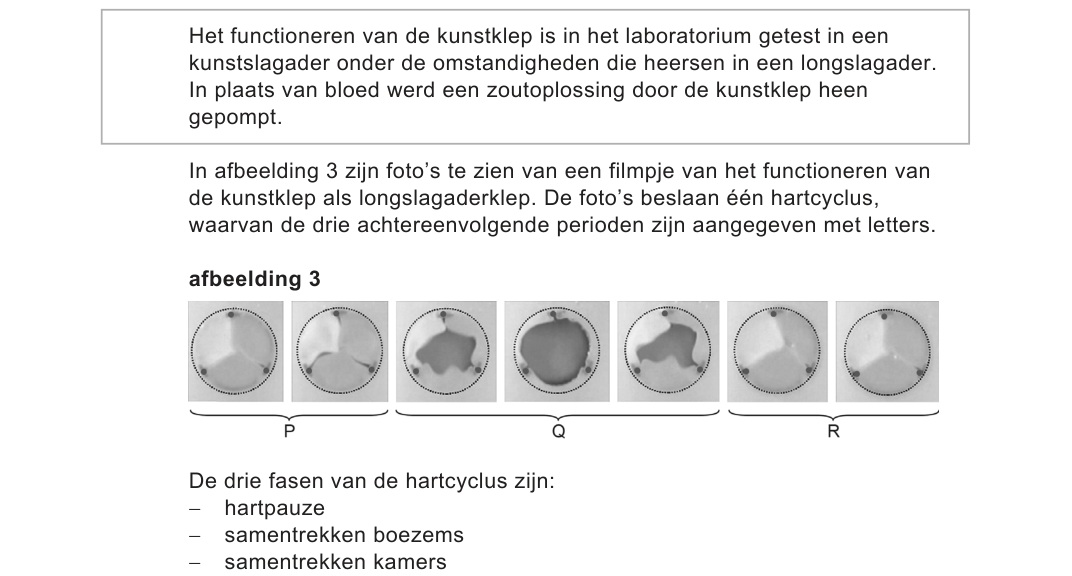 Het functioneren van de kunstklep is in het laboratorium getest in een
kunstslagader onder de omstandigheden die heersen in een longslagader.
In plaats van bloed werd een zoutoplossing door de kunstklep heen
gepompt.
In afbeelding 3 zijn foto’s te zien van een filmpje van het functioneren van
de kunstklep als longslagaderklep. De foto’s beslaan één hartcyclus,
waarvan de drie achtereenvolgende perioden zijn aangegeven met letters.
afbeelding 3
P Q R
De drie fasen van de hartcyclus zijn:
– hartpauze
– samentrekken boezems
– samentrekken kamers